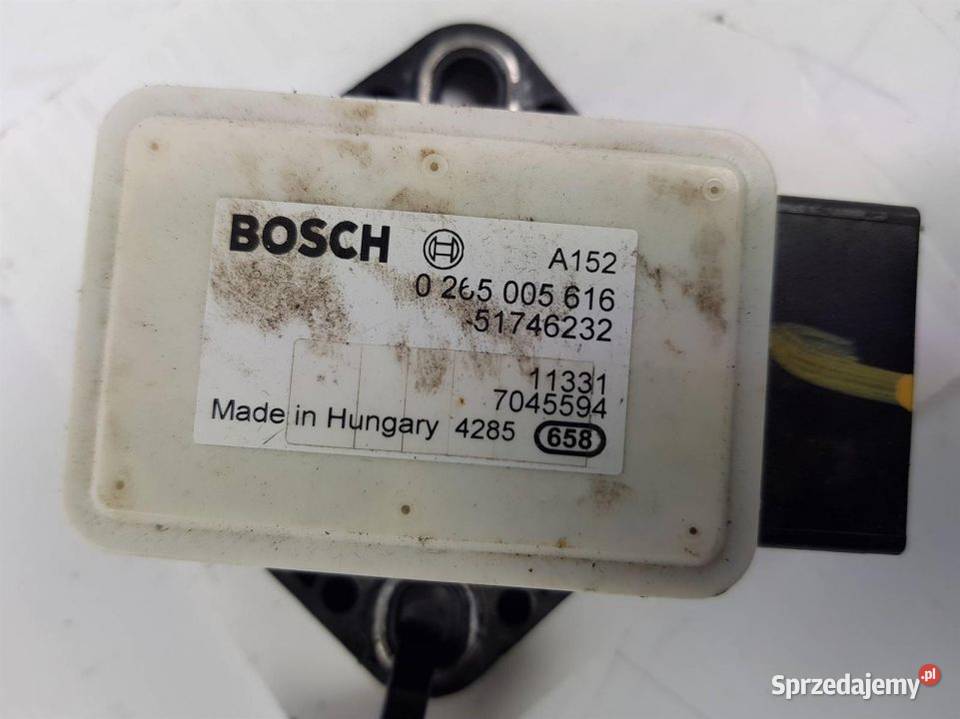 BOSCH A152
0 265 005 616
-51746232
11331
7045594
Made in Hungary 4285 658
Sprzedajemy.pl